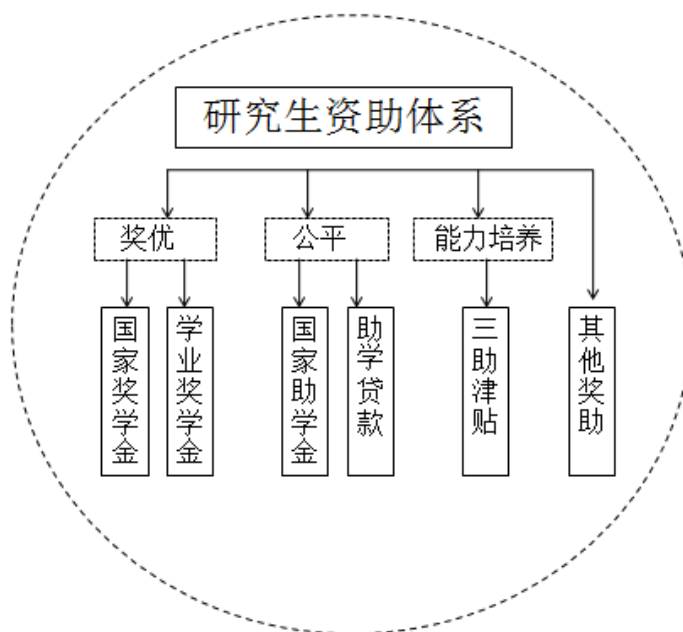 研究生资助体系
奖优
公平
能力培养
国家奖学金
学业奖学金
国家助学金
助学贷款
三助津贴
其他奖助